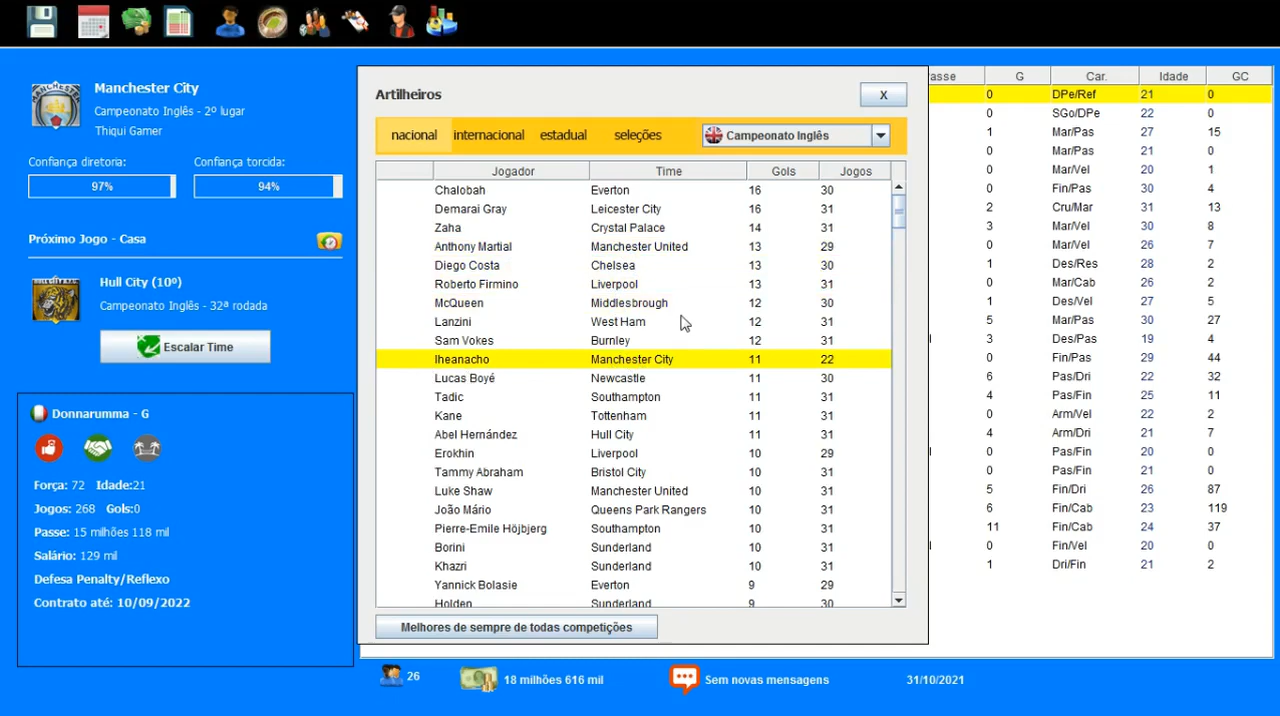 Manchester City
Campeonato Inglês - 2º lugar
Thiqui Gamer
Confiança diretoria: Confiança torcida:
97% 94%
Próximo Jogo - Casa
Hull City (10º)
Campeonato Inglês - 32ª rodada
Escalar Time
Donnarumma - G
Força: 72 Idade:21
Jogos: 268 Gols:0
Passe: 15 milhões 118 mil
Salário: 129 mil
Defesa Penalty/Reflexo
Contrato até: 10/09/2022
Artilheiros X
nacional internacional estadual seleções Campeonato Inglês
Jogador Time Gols Jogos
Chalobah Everton 16 30
Demarai Gray Leicester City 16 31
Zaha Crystal Palace 14 31
Anthony Martial Manchester United 13 29
Diego Costa Chelsea 13 30
Roberto Firmino Liverpool 13 31
McQueen Middlesbrough 12 30
Lanzini West Ham 12 31
Sam Vokes Burnley 12 31
Iheanacho Manchester City 11 22
Lucas Boyé Newcastle 11 30
Tadic Southampton 11 31
Kane Tottenham 11 31
Abel Hernández Hull City 11 31
Erokhin Liverpool 10 29
Tammy Abraham Bristol City 10 31
Luke Shaw Manchester United 10 31
João Mário Queens Park Rangers 10 31
Pierre-Emile Höjbjerg Southampton 10 31
Borini Sunderland 10 31
Khazri Sunderland 10 31
Yannick Bolasie Everton 9 29
Holden Sunderland 9 30
Melhores de sempre de todas competições
asse G Car. Idade GC
0 DPe/Ref 21 0
0 SGo/DPe 22 0
1 Mar/Pas 27 15
0 Mar/Pas 21 0
0 Mar/Vel 20 1
0 Fin/Pas 30 4
2 Cru/Mar 31 13
3 Mar/Vel 30 8
0 Mar/Vel 26 7
1 Des/Res 28 2
0 Mar/Cab 26 2
1 Des/Vel 27 5
5 Mar/Pas 30 27
3 Des/Pas 19 4
0 Fin/Pas 29 44
6 Pas/Dri 22 32
4 Pas/Fin 25 11
0 Arm/Vel 22 2
4 Arm/Dri 21 7
0 Pas/Fin 20 0
0 Pas/Fin 21 0
5 Fin/Dri 26 87
6 Fin/Cab 23 119
11 Fin/Cab 24 37
0 Fin/Vel 20 0
1 Dri/Fin 21 2
26 18 milhões 616 mil Sem novas mensagens 31/10/2021